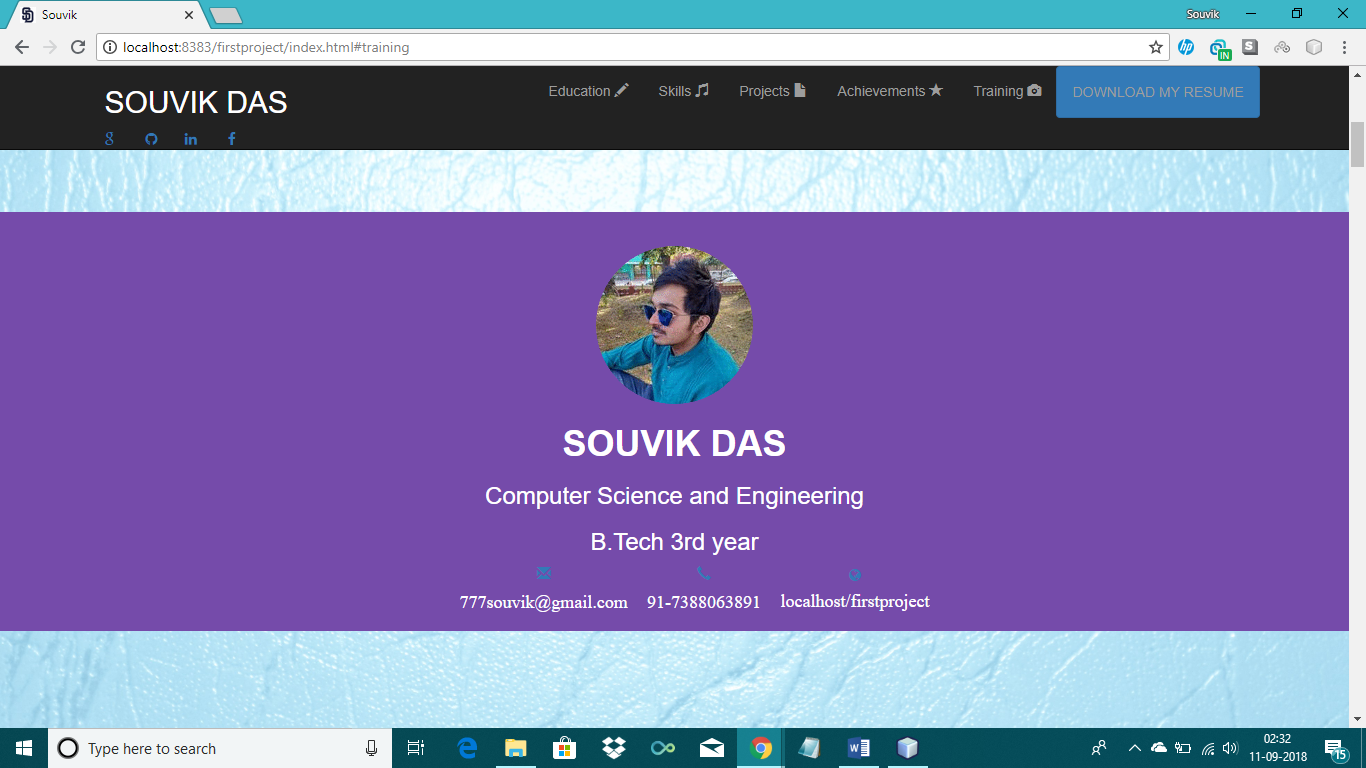 Souvik
Souvik
localhost:8383/firstproject/index.html#training
IN
SOUVIK DAS
Education
Skills
Projects
Achievements
Training
DOWNLOAD MY RESUME
SOUVIK DAS
Computer Science and Engineering
B.Tech 3rd year
777souvik@gmail.com 91-7388063891 localhost/firstproject
Type here to search
02:32
11-09-2018
15